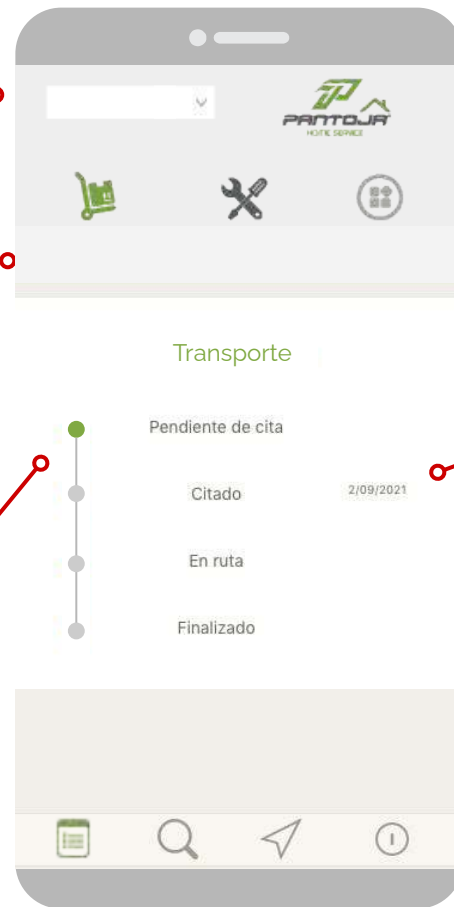 PANTOJA
HOME SERVICE
Transporte
Pendiente de cita
Citado
2/09/2021
En ruta
Finalizado